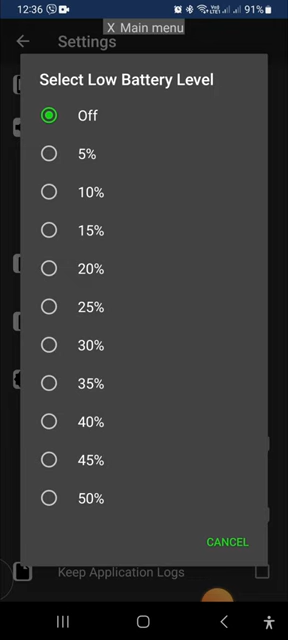 12:36
91%
X Main menu
Settings
Select Low Battery Level
Off
5%
10%
15%
20%
25%
30%
35%
40%
45%
50%
CANCEL
Keep Application Logs